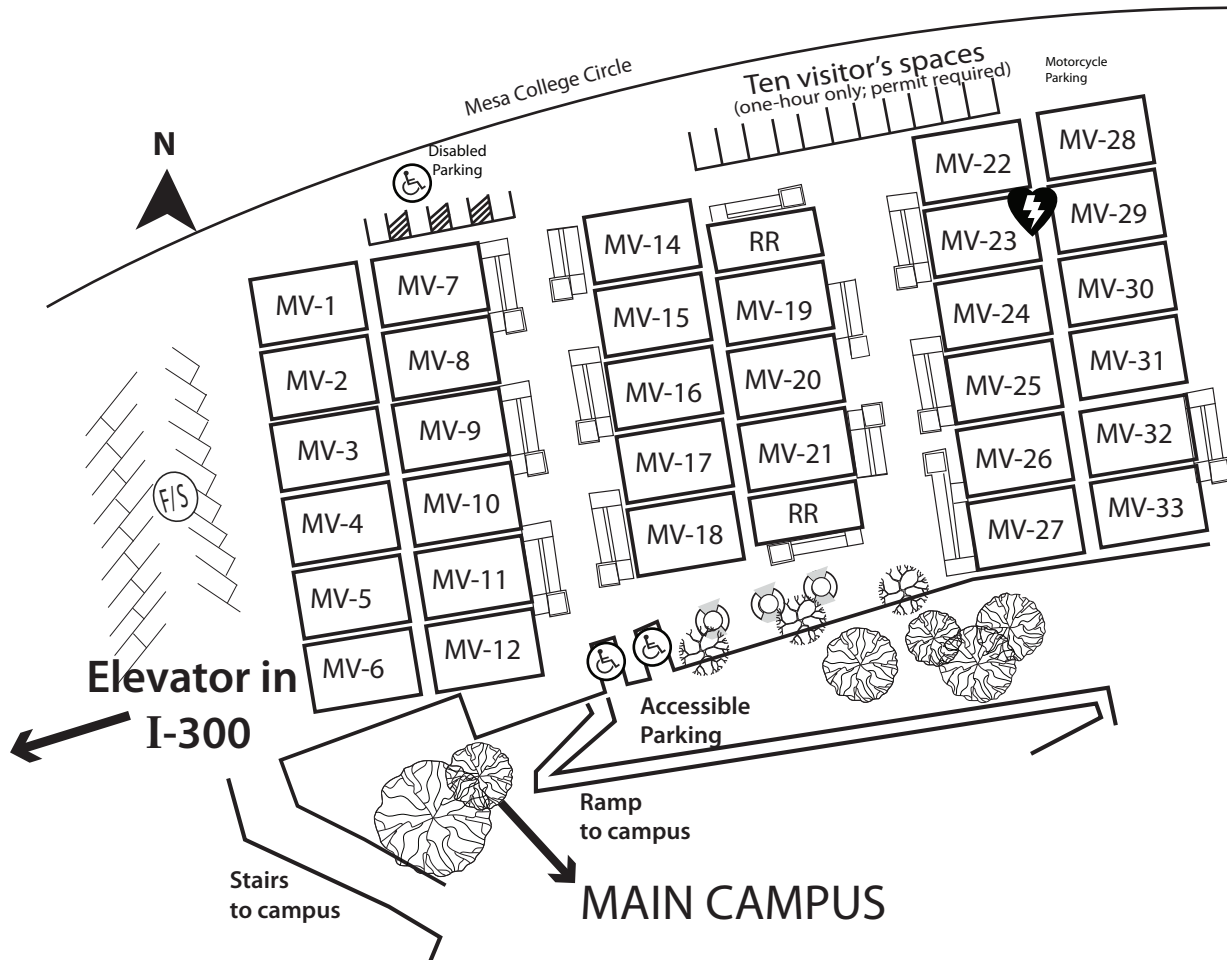 Mesa College Circle
Ten visitor's spaces
(one-hour only; permit required)
Motorcycle
Parking
N
Disabled
Parking
MV-1
MV-2
MV-3
MV-4
MV-5
MV-6
MV-7
MV-8
MV-9
MV-10
MV-11
MV-12
MV-14
MV-15
MV-16
MV-17
MV-18
RR
MV-19
MV-20
MV-21
RR
MV-22
MV-23
MV-24
MV-25
MV-26
MV-27
MV-28
MV-29
MV-30
MV-31
MV-32
MV-33
F/S
Elevator in
I-300
Accessible
Parking
Ramp
to campus
Stairs
to campus
MAIN CAMPUS